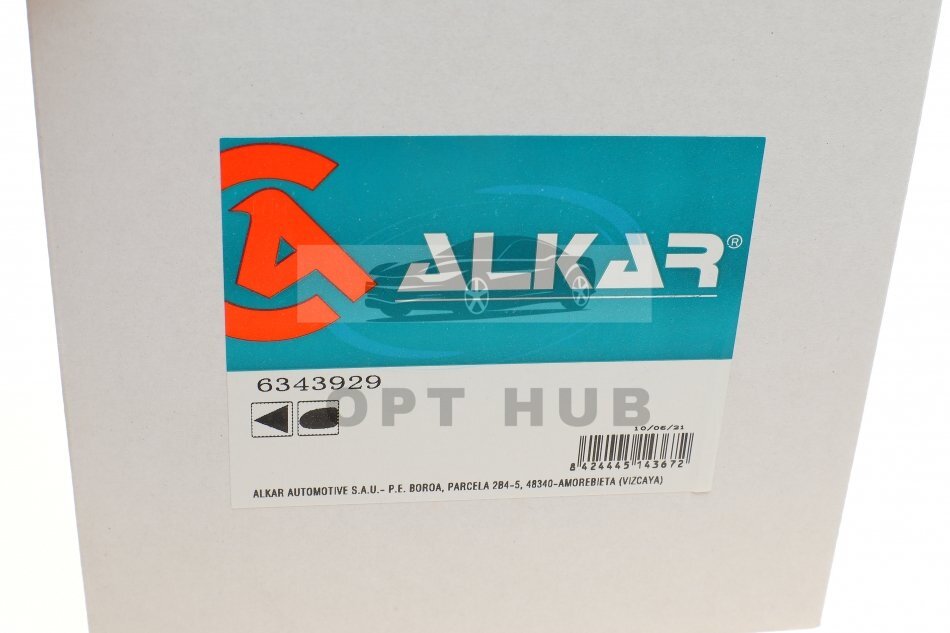 ALKAR®
6343929
OPT HUB
10/06/21
8 424445 143672
ALKAR AUTOMOTIVE S.A.U.- P.E. BOROA, PARCELA 2B4-5, 48340-AMOREBIETA (VIZCAYA)